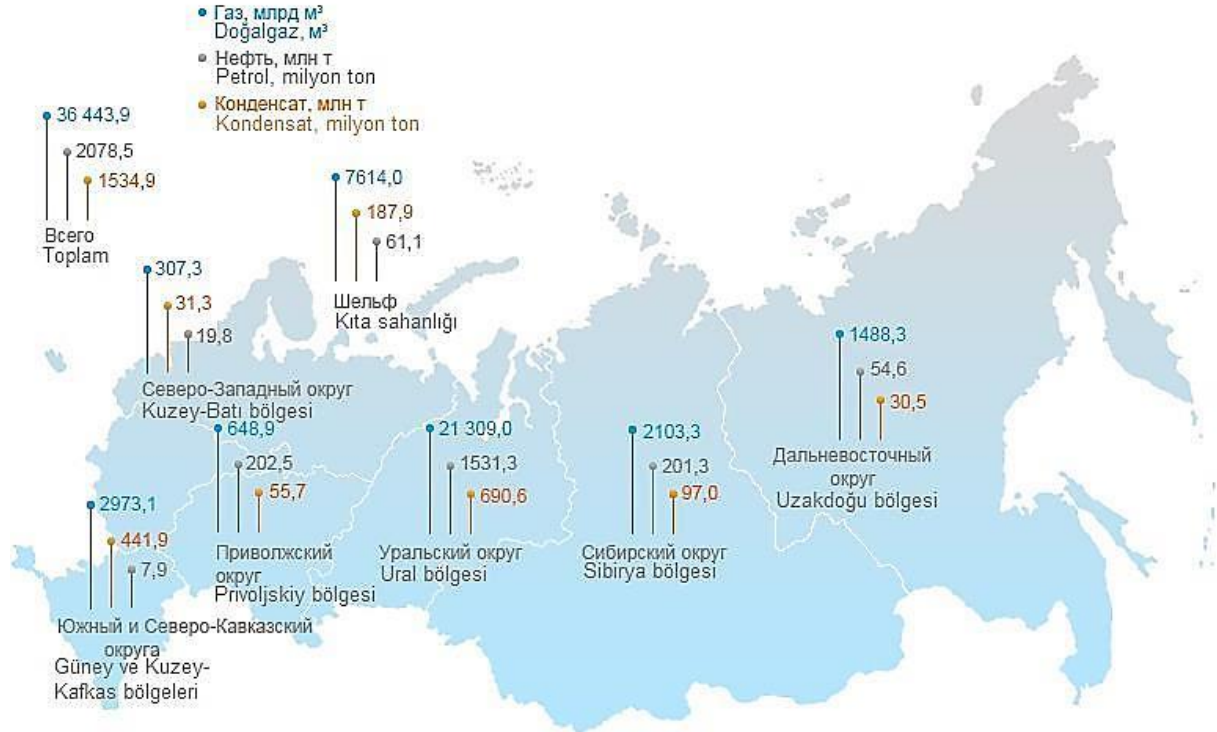 Газ, млрд м³
Doğalgaz, м³
Нефть, млн т
Petrol, milyon ton
Конденсат, млн т
Kondensat, milyon ton
36 443,9
2078,5
1534,9
Всего
Toplam
7614,0
187,9
61,1
Шельф
Kıta sahanlığı
307,3
31,3
19,8
Северо-Западный округ
Kuzey-Batı bölgesi
1488,3
54,6
30,5
Дальневосточный
округ
Uzakdoğu bölgesi
648,9
202,5
55,7
Приволжский
округ
Privoljskiy bölgesi
21 309,0
1531,3
690,6
Уральский округ
Ural bölgesi
2103,3
201,3
97,0
Сибирский округ
Sibirya bölgesi
2973,1
441,9
7,9
Южный и Северо-Кавказский
округа
Güney ve Kuzey-
Kafkas bölgeleri